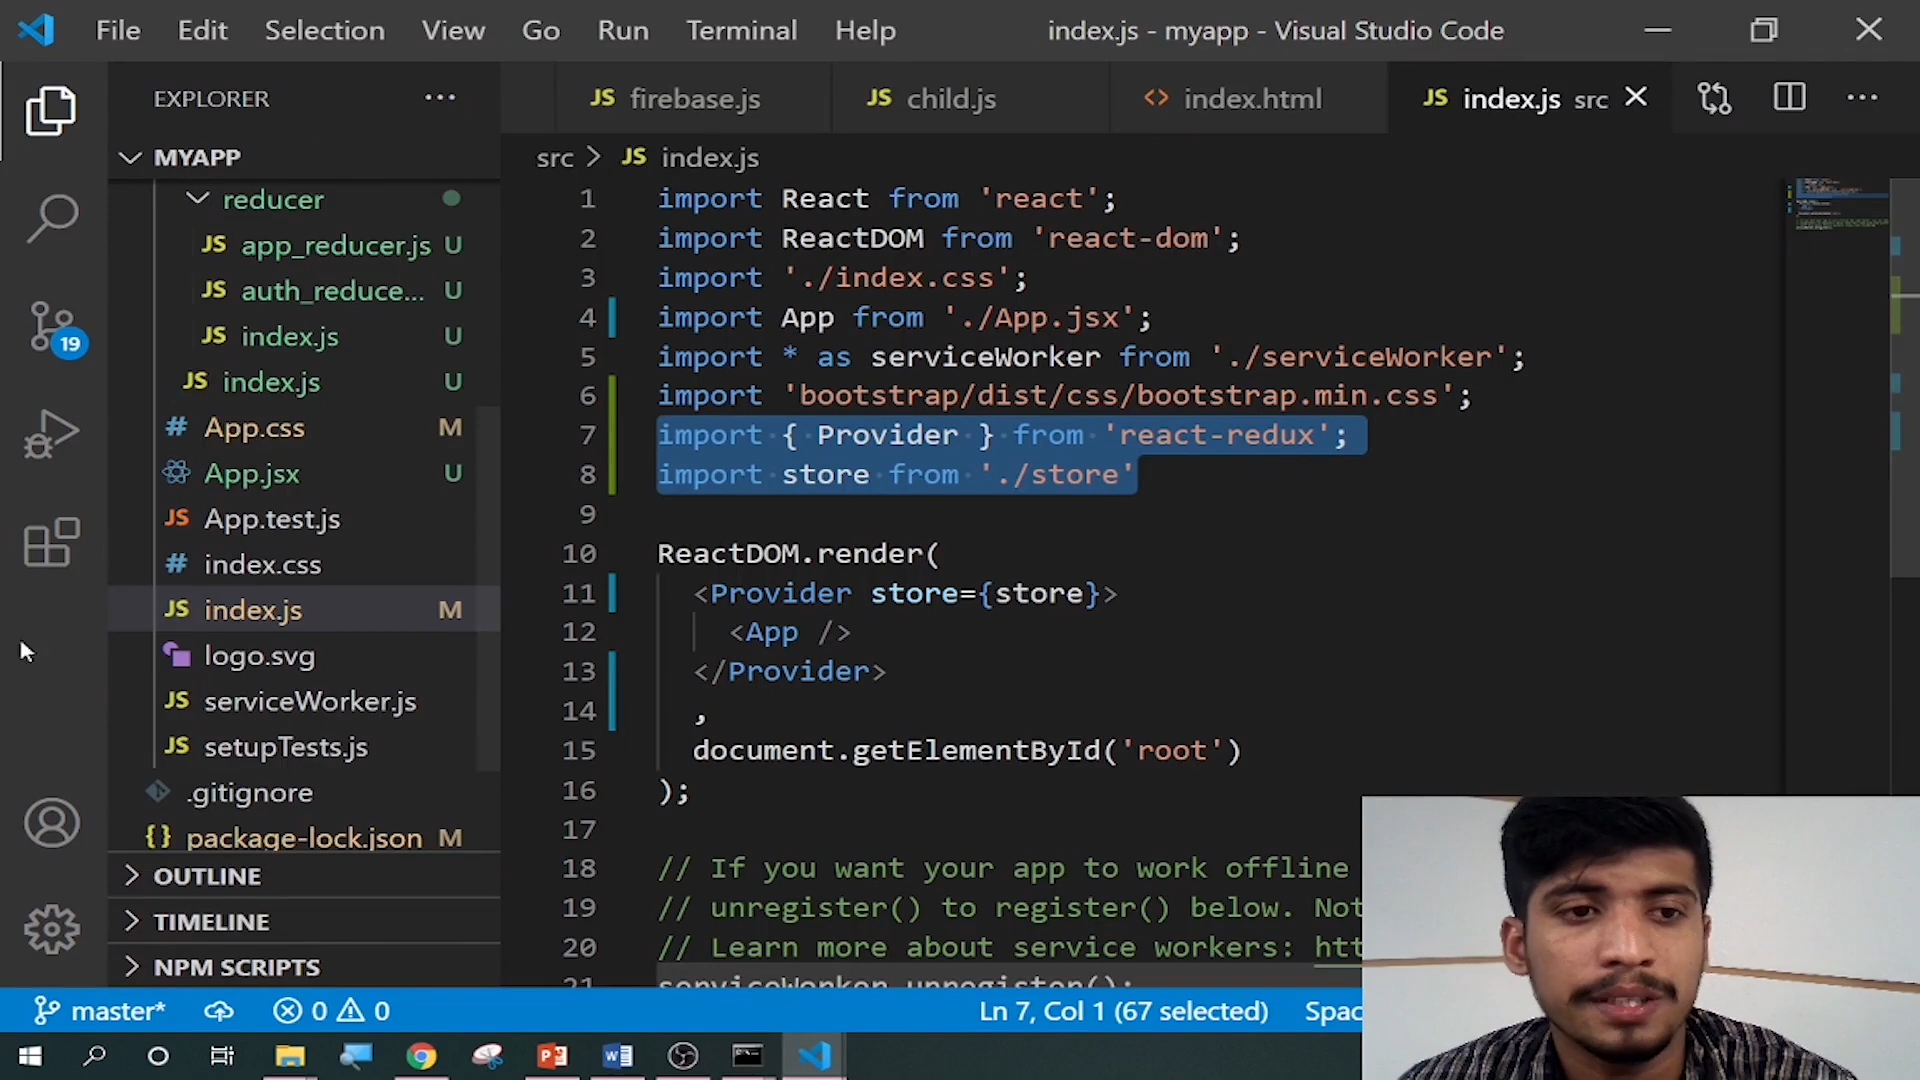 File Edit Selection View Go Run Terminal Help index.js - myapp - Visual Studio Code
EXPLORER
firebase.js child.js index.html index.js src
MYAPP
src > JS index.js
reducer
JS app_reducer.js U
JS auth_reduce... U
JS index.js U
JS index.js U
# App.css M
App.jsx U
JS App.test.js
# index.css
JS index.js M
logo.svg
JS serviceWorker.js
JS setupTests.js
.gitignore
{} package-lock.json M
OUTLINE
TIMELINE
NPM SCRIPTS
19
1 import React from 'react';
2 import ReactDOM from 'react-dom';
3 import './index.css';
4 import App from './App.jsx';
5 import * as serviceWorker from './serviceWorker';
6 import 'bootstrap/dist/css/bootstrap.min.css';
7 import { Provider } from 'react-redux';
8 import store from './store'
9
10 ReactDOM.render(
11 <Provider store={store}>
12 <App />
13 </Provider>
14 ,
15 document.getElementById('root')
16 );
17
18 // If you want your app to work offline
19 // unregister() to register() below. Not
20 // Learn more about service workers: htt
21 serviceWorker.unregister();
master* 0 0 Ln 7, Col 1 (67 selected) Spac